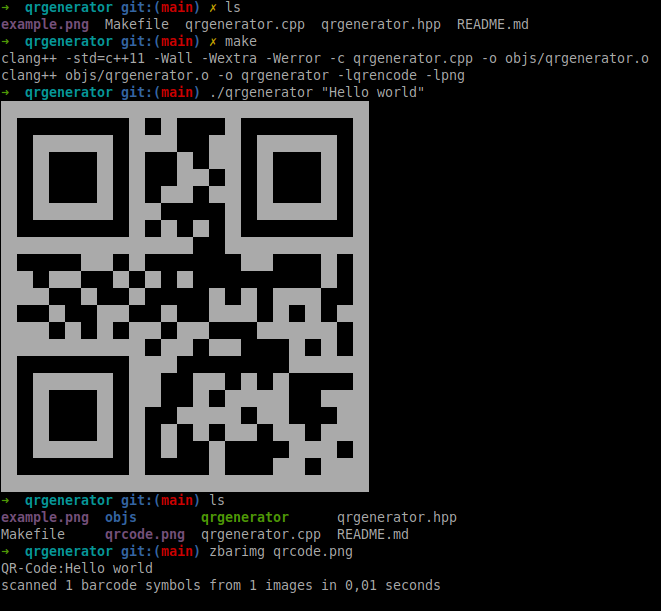 ➜  qrgenerator git:(main) ✗ ls
example.png  Makefile  qrgenerator.cpp  qrgenerator.hpp  README.md
➜  qrgenerator git:(main) ✗ make
clang++ -std=c++11 -Wall -Wextra -Werror -c qrgenerator.cpp -o objs/qrgenerator.o
clang++ objs/qrgenerator.o -o qrgenerator -lqrencode -lpng
➜  qrgenerator git:(main) ./qrgenerator "Hello world"
➜  qrgenerator git:(main) ls
example.png  objs        qrgenerator      qrgenerator.hpp
Makefile     qrcode.png  qrgenerator.cpp  README.md
➜  qrgenerator git:(main) zbarimg qrcode.png
QR-Code:Hello world
scanned 1 barcode symbols from 1 images in 0,01 seconds